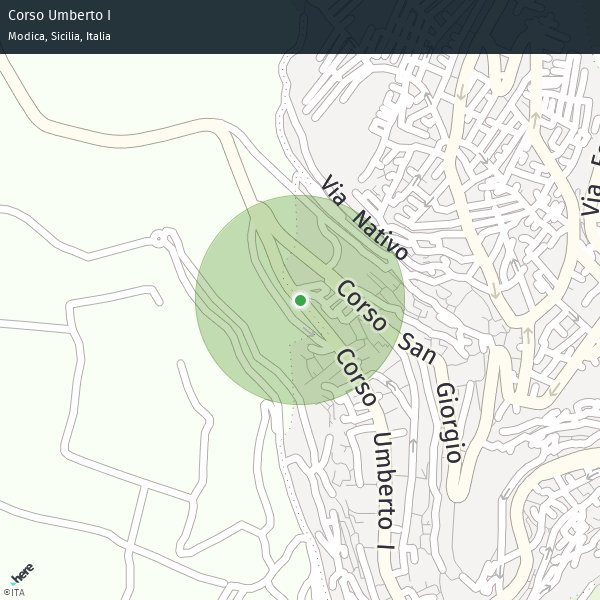 Corso Umberto I
Modica, Sicilia, Italia
Via Nativo
Corso San Giorgio
Corso Umberto I
Via
here
©ITA